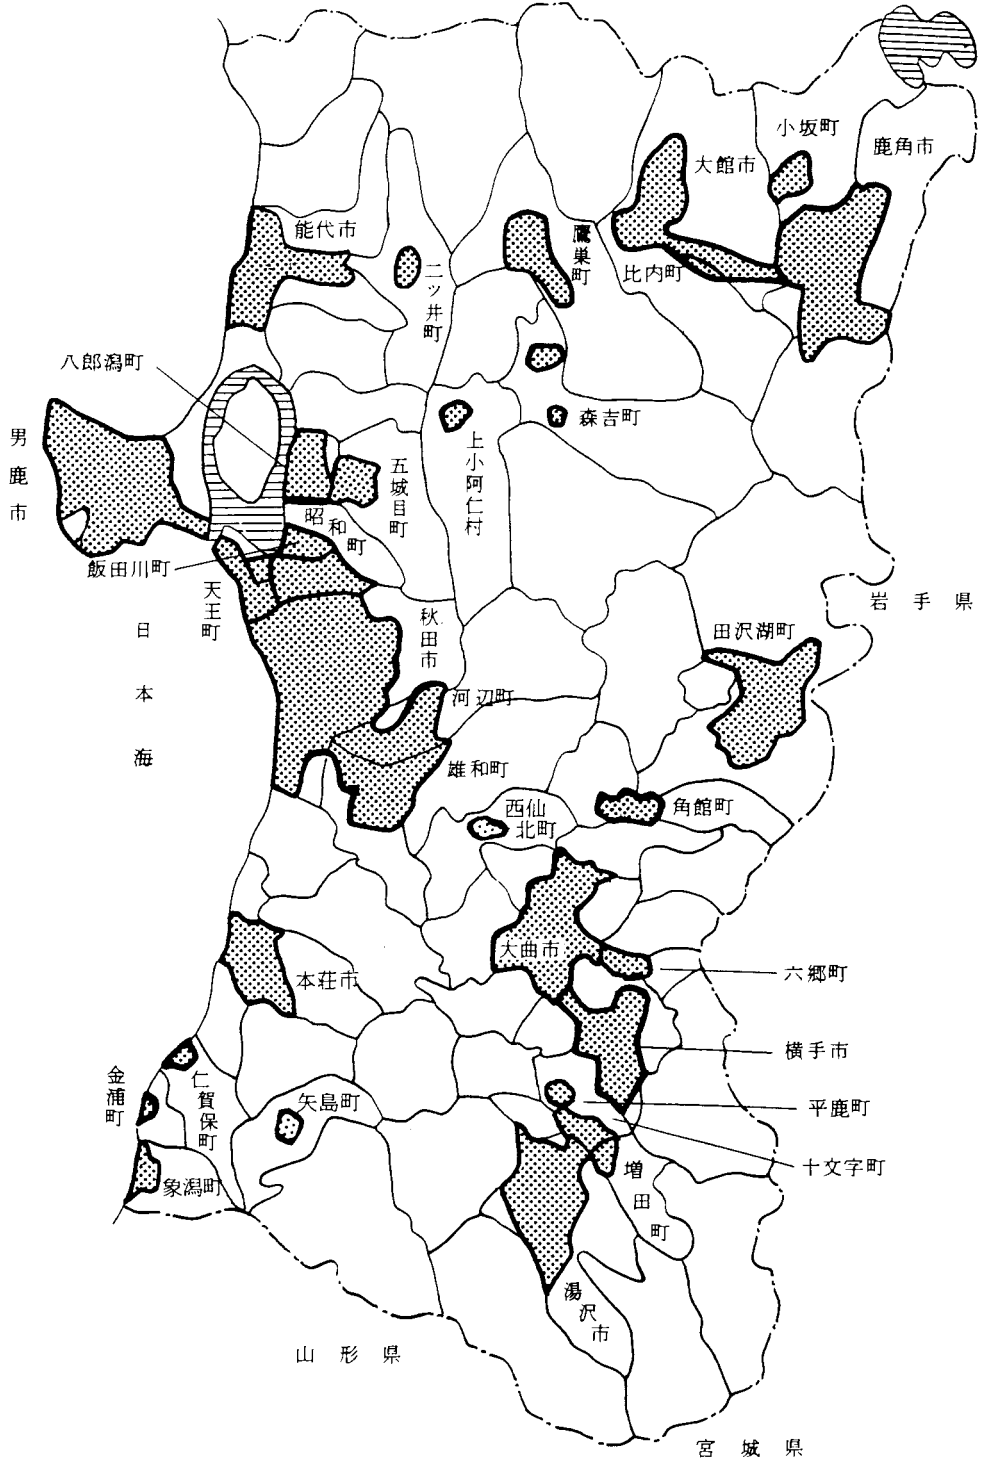 小坂町
鹿角市
大館市
能代市
鷹巣町
比内町
二ッ井町
八郎潟町
森吉町
男鹿市
上小阿仁村
五城目町
昭和町
飯田川町
天王町
岩手県
秋田市
田沢湖町
日本海
河辺町
雄和町
西仙
北町
角館町
大曲市
六郷町
本荘市
横手市
金浦町
仁賀保町
矢島町
平鹿町
十文字町
象潟町
増田町
湯沢市
山形県
宮城県